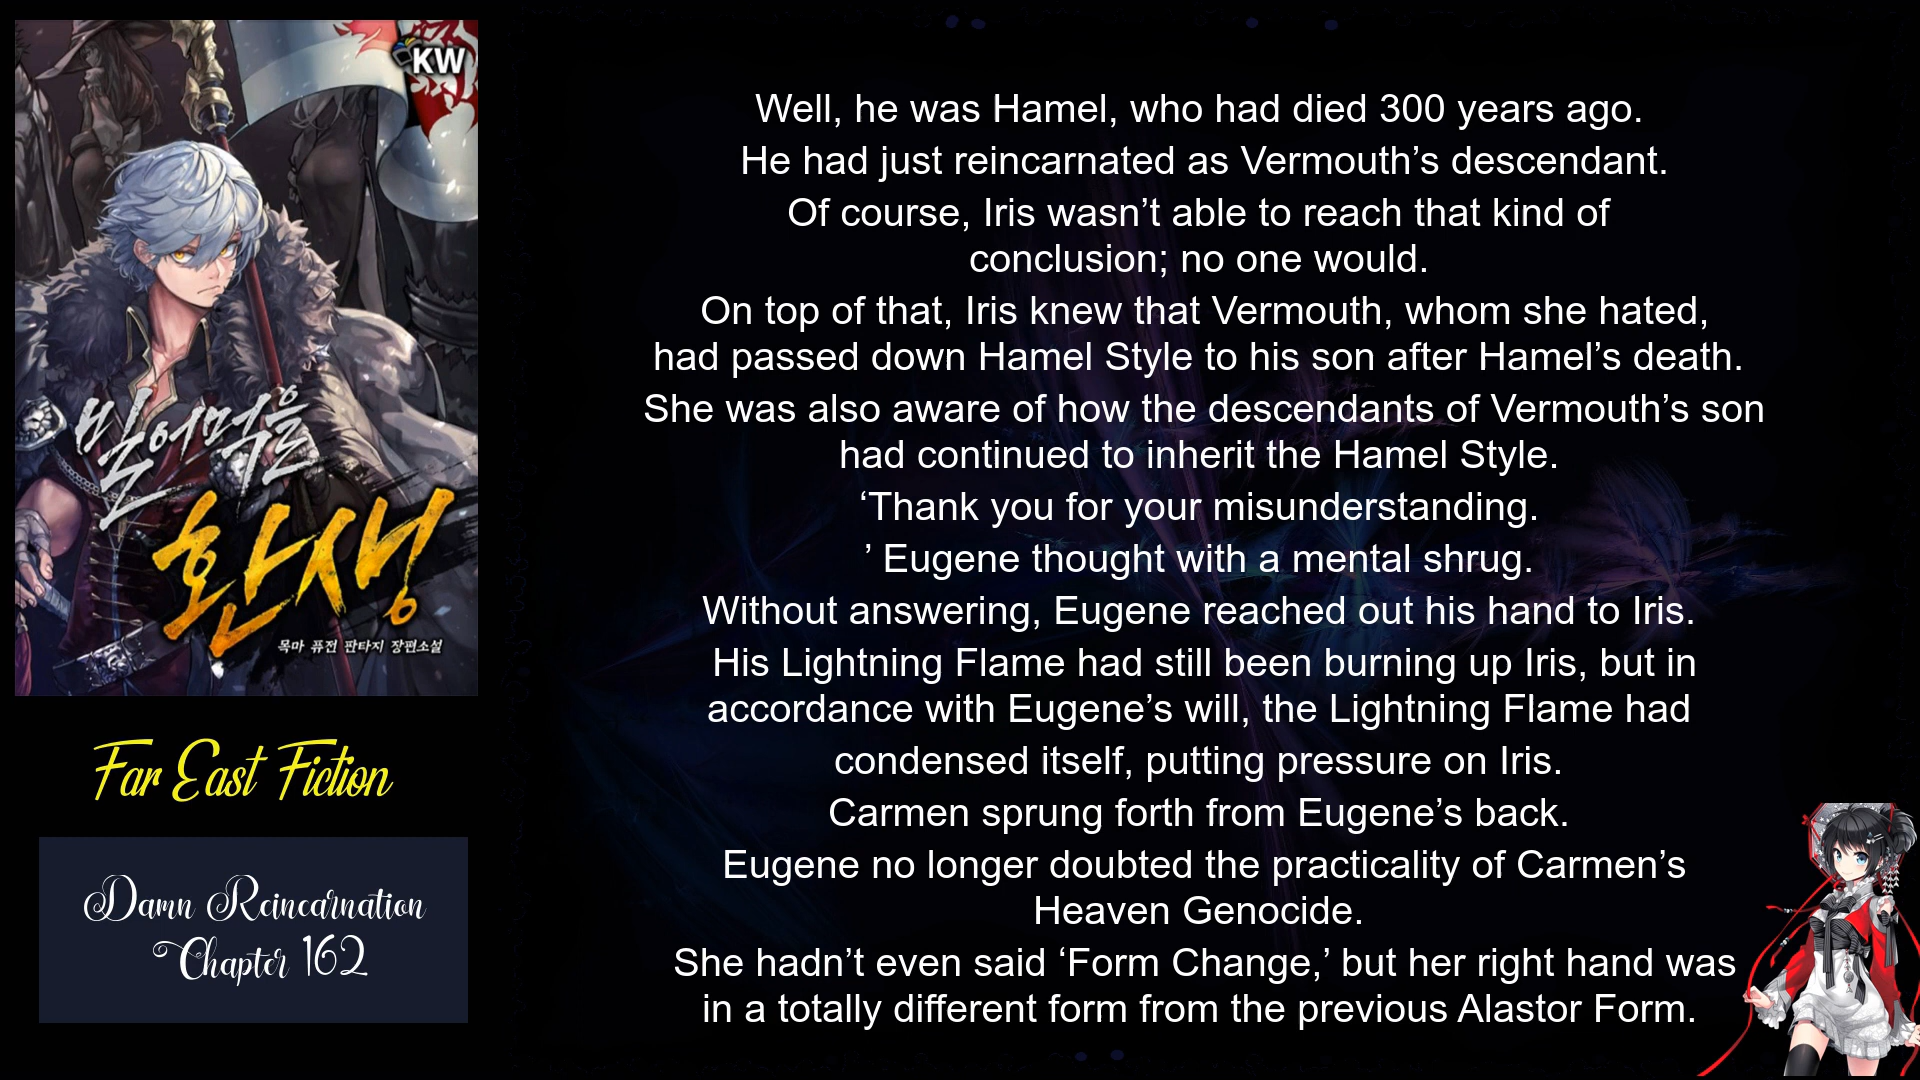 KW
빌어먹을
환생
목마 퓨전 판타지 장편소설
Far East Fiction
Damn Reincarnation
Chapter 162
Well, he was Hamel, who had died 300 years ago.
He had just reincarnated as Vermouth’s descendant.
Of course, Iris wasn’t able to reach that kind of
conclusion; no one would.
On top of that, Iris knew that Vermouth, whom she hated,
had passed down Hamel Style to his son after Hamel’s death.
She was also aware of how the descendants of Vermouth’s son
had continued to inherit the Hamel Style.
‘Thank you for your misunderstanding.
’ Eugene thought with a mental shrug.
Without answering, Eugene reached out his hand to Iris.
His Lightning Flame had still been burning up Iris, but in
accordance with Eugene’s will, the Lightning Flame had
condensed itself, putting pressure on Iris.
Carmen sprung forth from Eugene’s back.
Eugene no longer doubted the practicality of Carmen’s
Heaven Genocide.
She hadn’t even said ‘Form Change,’ but her right hand was
in a totally different form from the previous Alastor Form.